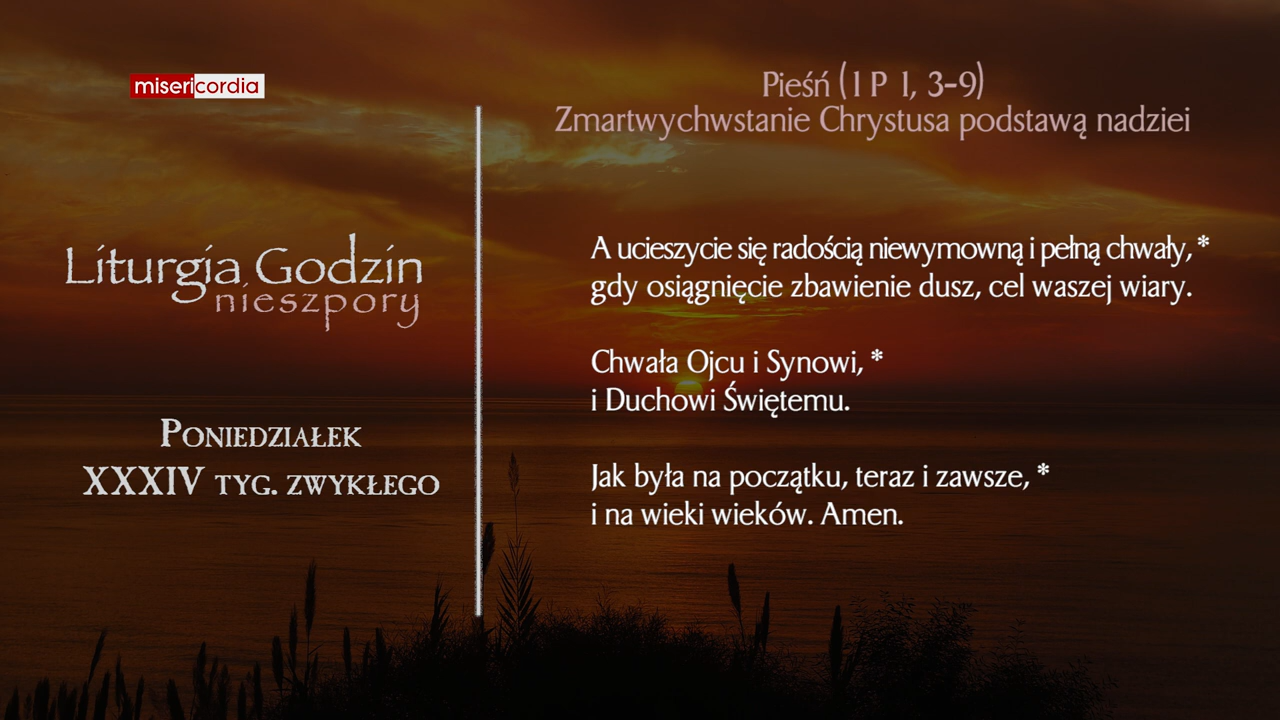 misericordia
Liturgia Godzin
nieszpory
Poniedziałek
XXXIV tyg. zwykłego
Pieśń (1 P 1, 3-9)
Zmartwychwstanie Chrystusa podstawą nadziei
A ucieszycie się radością niewymowną i pełną chwały, *
gdy osiągnięcie zbawienie dusz, cel waszej wiary.
Chwała Ojcu i Synowi, *
i Duchowi Świętemu.
Jak była na początku, teraz i zawsze, *
i na wieki wieków. Amen.